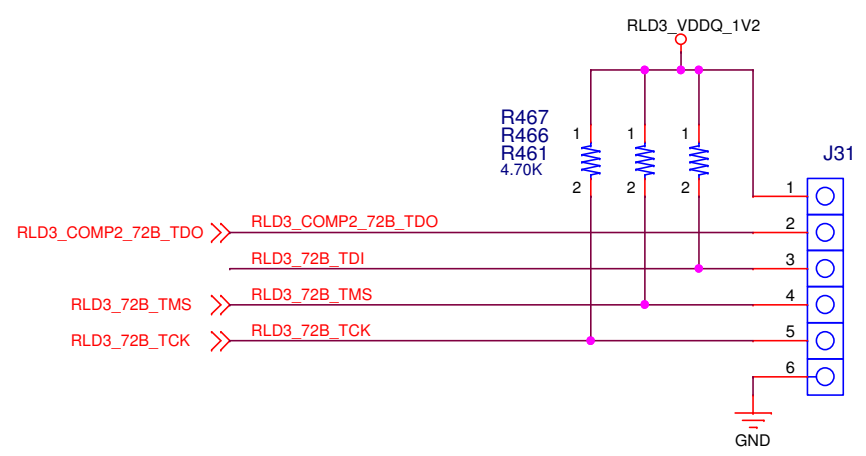 RLD3_VDDQ_1V2
R467
R466
R461
4.70K
1
1
1
2
2
2
J31
1
RLD3_COMP2_72B_TDO
RLD3_COMP2_72B_TDO
2
RLD3_72B_TDI
3
RLD3_72B_TMS
RLD3_72B_TMS
4
RLD3_72B_TCK
RLD3_72B_TCK
5
6
GND